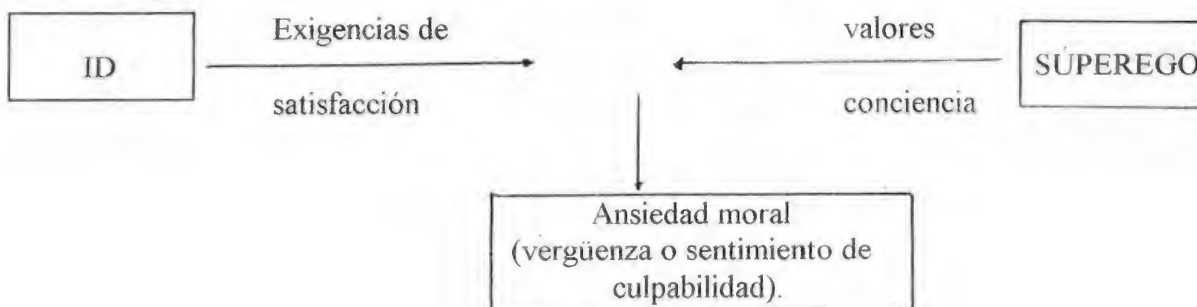 ID
Exigencias de
satisfacción
valores
conciencia
SÚPEREGO
Ansiedad moral
(vergüenza o sentimiento de
culpabilidad).